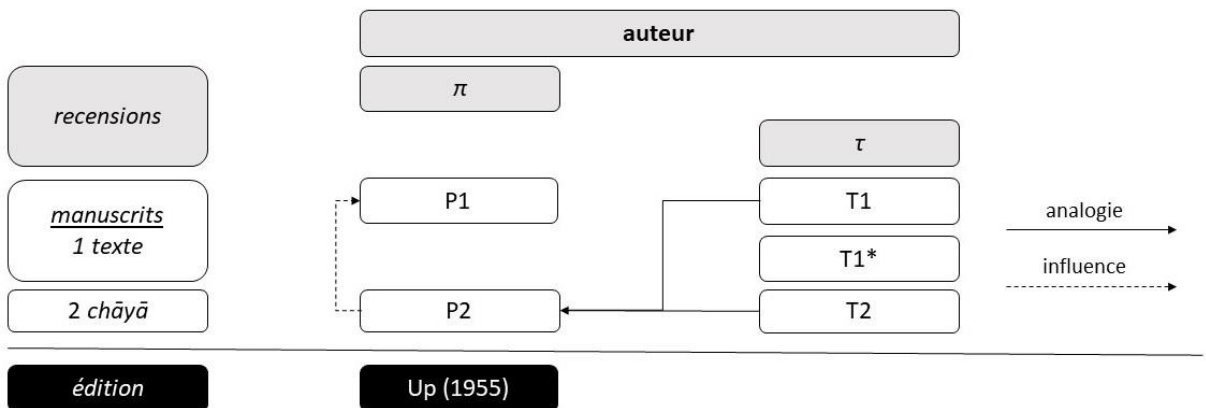 auteur
π
recensions
τ
manuscrits
1 texte
P1
T1
analogie
T1*
influence
2 chāyā
P2
T2
édition
Up (1955)